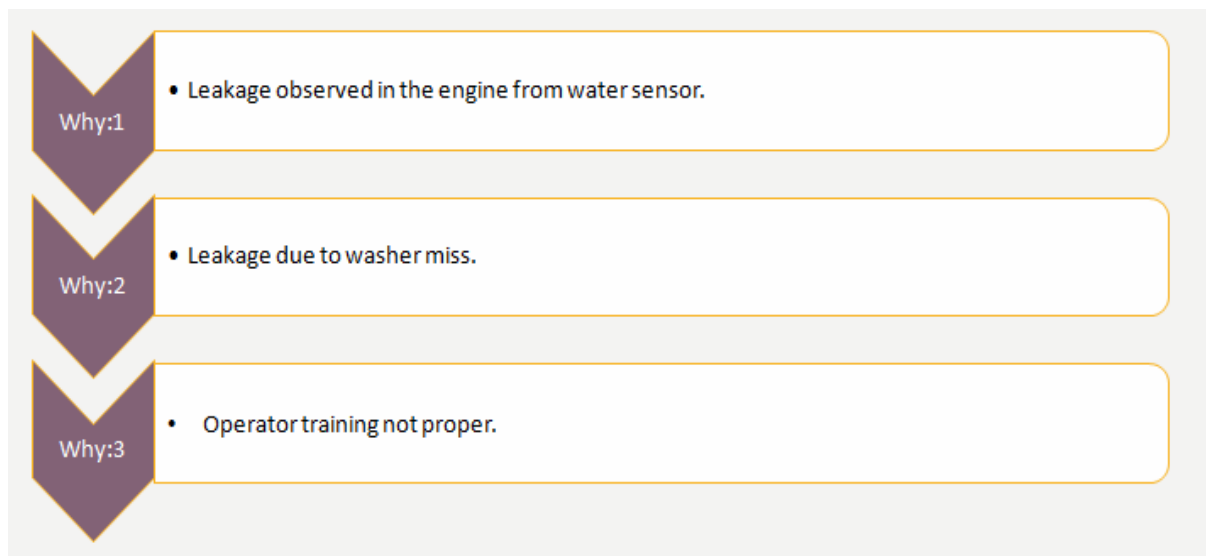 Why:1
• Leakage observed in the engine from water sensor.
Why:2
• Leakage due to washer miss.
Why:3
• Operator training not proper.